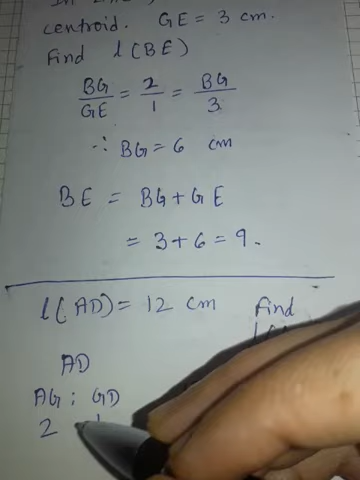 centroid. GE = 3 cm.
Find l(BE)
BG/GE = 2/1 = BG/3
∴ BG = 6 cm
BE = BG + GE
= 3 + 6 = 9.
l(AD) = 12 cm Find
AD
AG : GD
2 1